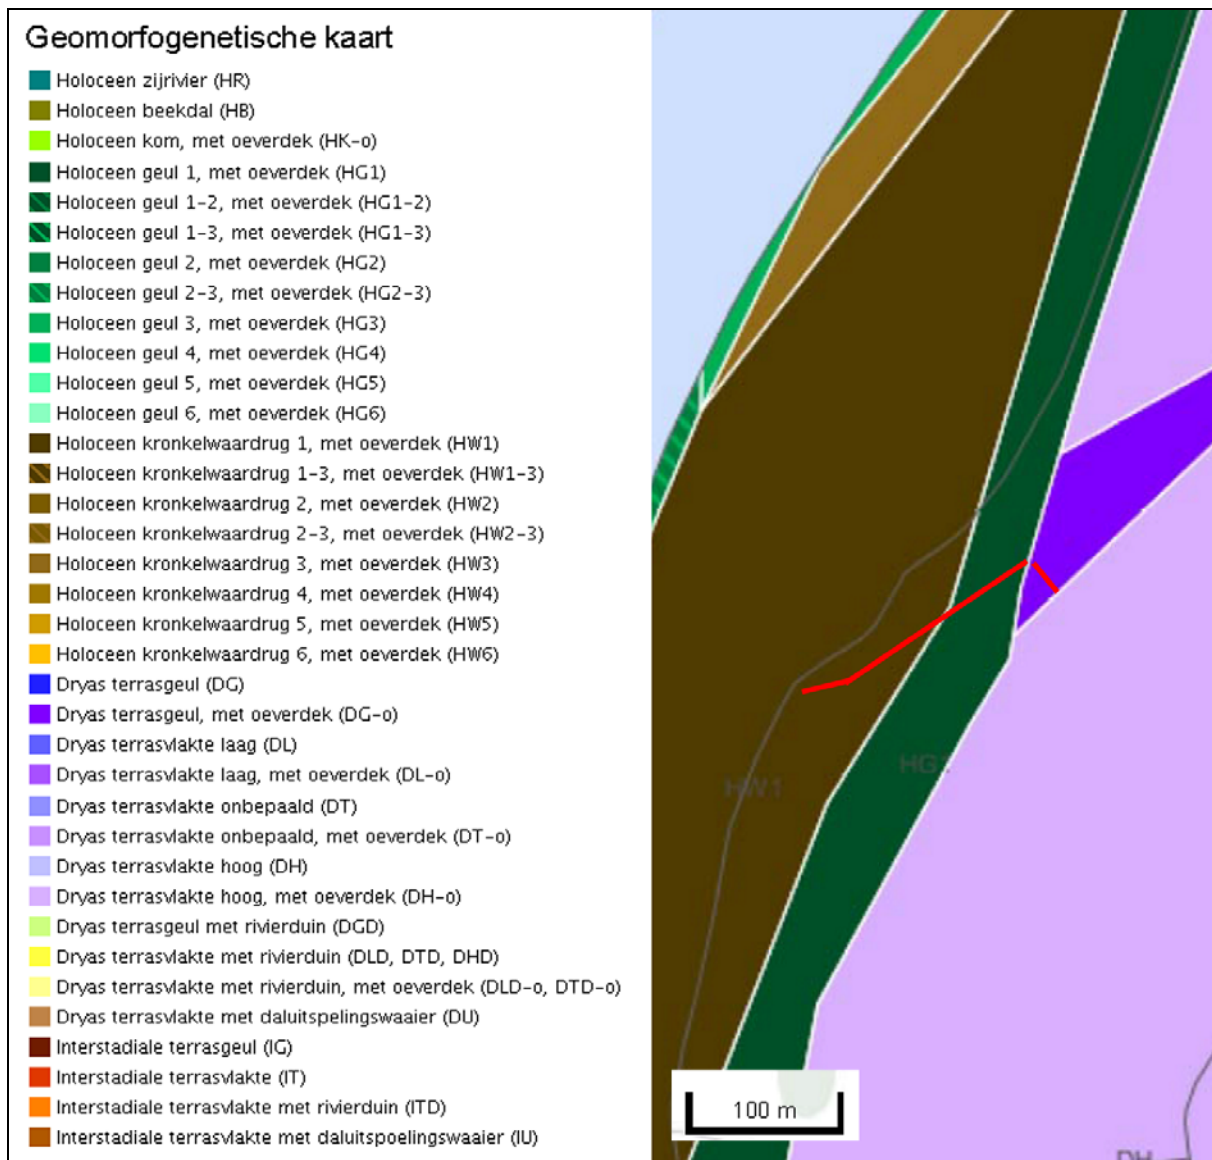 Geomorfogenetische kaart
Holoceen zijrivier (HR)
Holoceen beekdal (HB)
Holoceen kom, met oeverdek (HK-o)
Holoceen geul 1, met oeverdek (HG1)
Holoceen geul 1-2, met oeverdek (HG1-2)
Holoceen geul 1-3, met oeverdek (HG1-3)
Holoceen geul 2, met oeverdek (HG2)
Holoceen geul 2-3, met oeverdek (HG2-3)
Holoceen geul 3, met oeverdek (HG3)
Holoceen geul 4, met oeverdek (HG4)
Holoceen geul 5, met oeverdek (HG5)
Holoceen geul 6, met oeverdek (HG6)
Holoceen kronkelwaardrug 1, met oeverdek (HW1)
Holoceen kronkelwaardrug 1-3, met oeverdek (HW1-3)
Holoceen kronkelwaardrug 2, met oeverdek (HW2)
Holoceen kronkelwaardrug 2-3, met oeverdek (HW2-3)
Holoceen kronkelwaardrug 3, met oeverdek (HW3)
Holoceen kronkelwaardrug 4, met oeverdek (HW4)
Holoceen kronkelwaardrug 5, met oeverdek (HW5)
Holoceen kronkelwaardrug 6, met oeverdek (HW6)
Dryas terrasgeul (DG)
Dryas terrasgeul, met oeverdek (DG-o)
Dryas terrasvlakte laag (DL)
Dryas terrasvlakte laag, met oeverdek (DL-o)
Dryas terrasvlakte onbepaald (DT)
Dryas terrasvlakte onbepaald, met oeverdek (DT-o)
Dryas terrasvlakte hoog (DH)
Dryas terrasvlakte hoog, met oeverdek (DH-o)
Dryas terrasgeul met rivierduin (DGD)
Dryas terrasvlakte met rivierduin (DLD, DTD, DHD)
Dryas terrasvlakte met rivierduin, met oeverdek (DLD-o, DTD-o)
Dryas terrasvlakte met daluitspelingswaaier (DU)
Interstadiale terrasgeul (IG)
Interstadiale terrasvlakte (IT)
Interstadiale terrasvlakte met rivierduin (ITD)
Interstadiale terrasvlakte met daluitspoelingswaaier (IU)
HG1
HW1
100 m